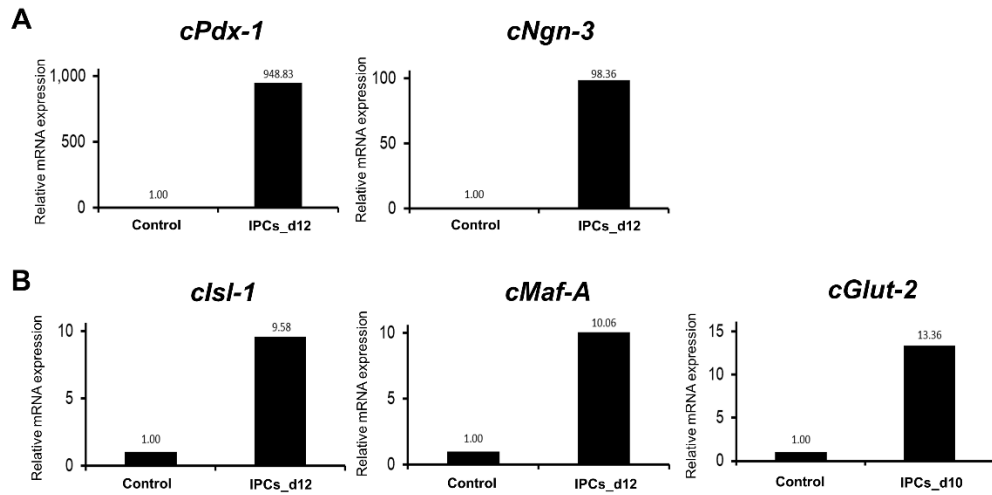 A
cPdx-1
Relative mRNA expression
1,000
500
0
1.00
948.83
Control
IPCs_d12
cNgn-3
Relative mRNA expression
100
50
0
1.00
98.36
Control
IPCs_d12
B
cIsl-1
Relative mRNA expression
10
5
0
1.00
9.58
Control
IPCs_d12
cMaf-A
Relative mRNA expression
10
5
0
1.00
10.06
Control
IPCs_d12
cGlut-2
Relative mRNA expression
15
10
5
0
1.00
13.36
Control
IPCs_d10